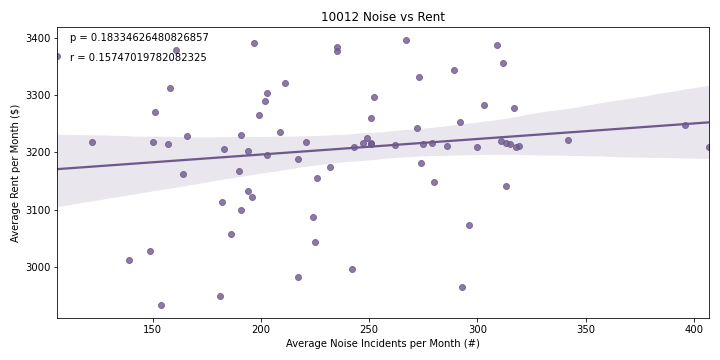 10012 Noise vs Rent
p = 0.18334626480826857
r = 0.15747019782082325
3400
3300
3200
3100
3000
Average Rent per Month ($)
150 200 250 300 350 400
Average Noise Incidents per Month (#)